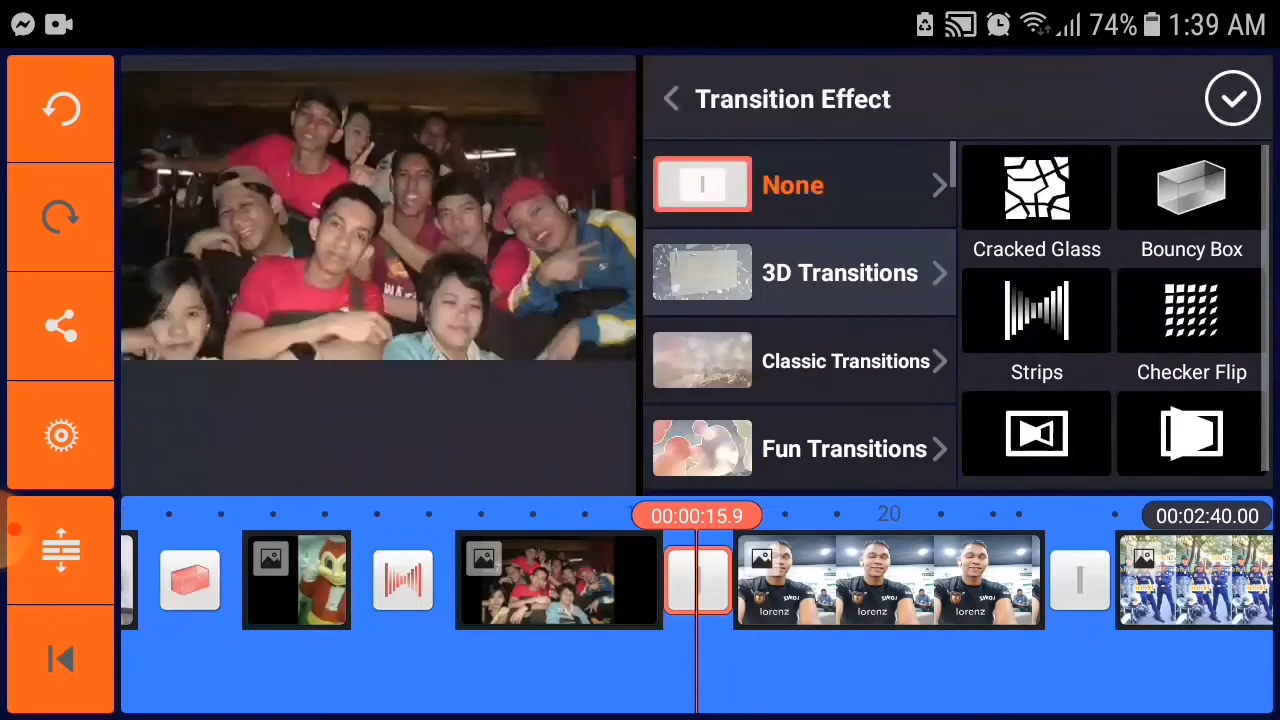 74% 1:39 AM
Transition Effect
None
3D Transitions
Classic Transitions
Fun Transitions
Cracked Glass
Bouncy Box
Strips
Checker Flip
00:00:15.9
20
00:02:40.00
lorenz
lorenz
lorenz